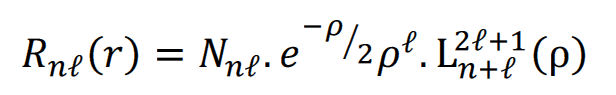 R_{nℓ}(r) = N_{nℓ}. e^{-ρ/2} ρ^{ℓ}. L_{n+ℓ}^{2ℓ+1}(ρ)